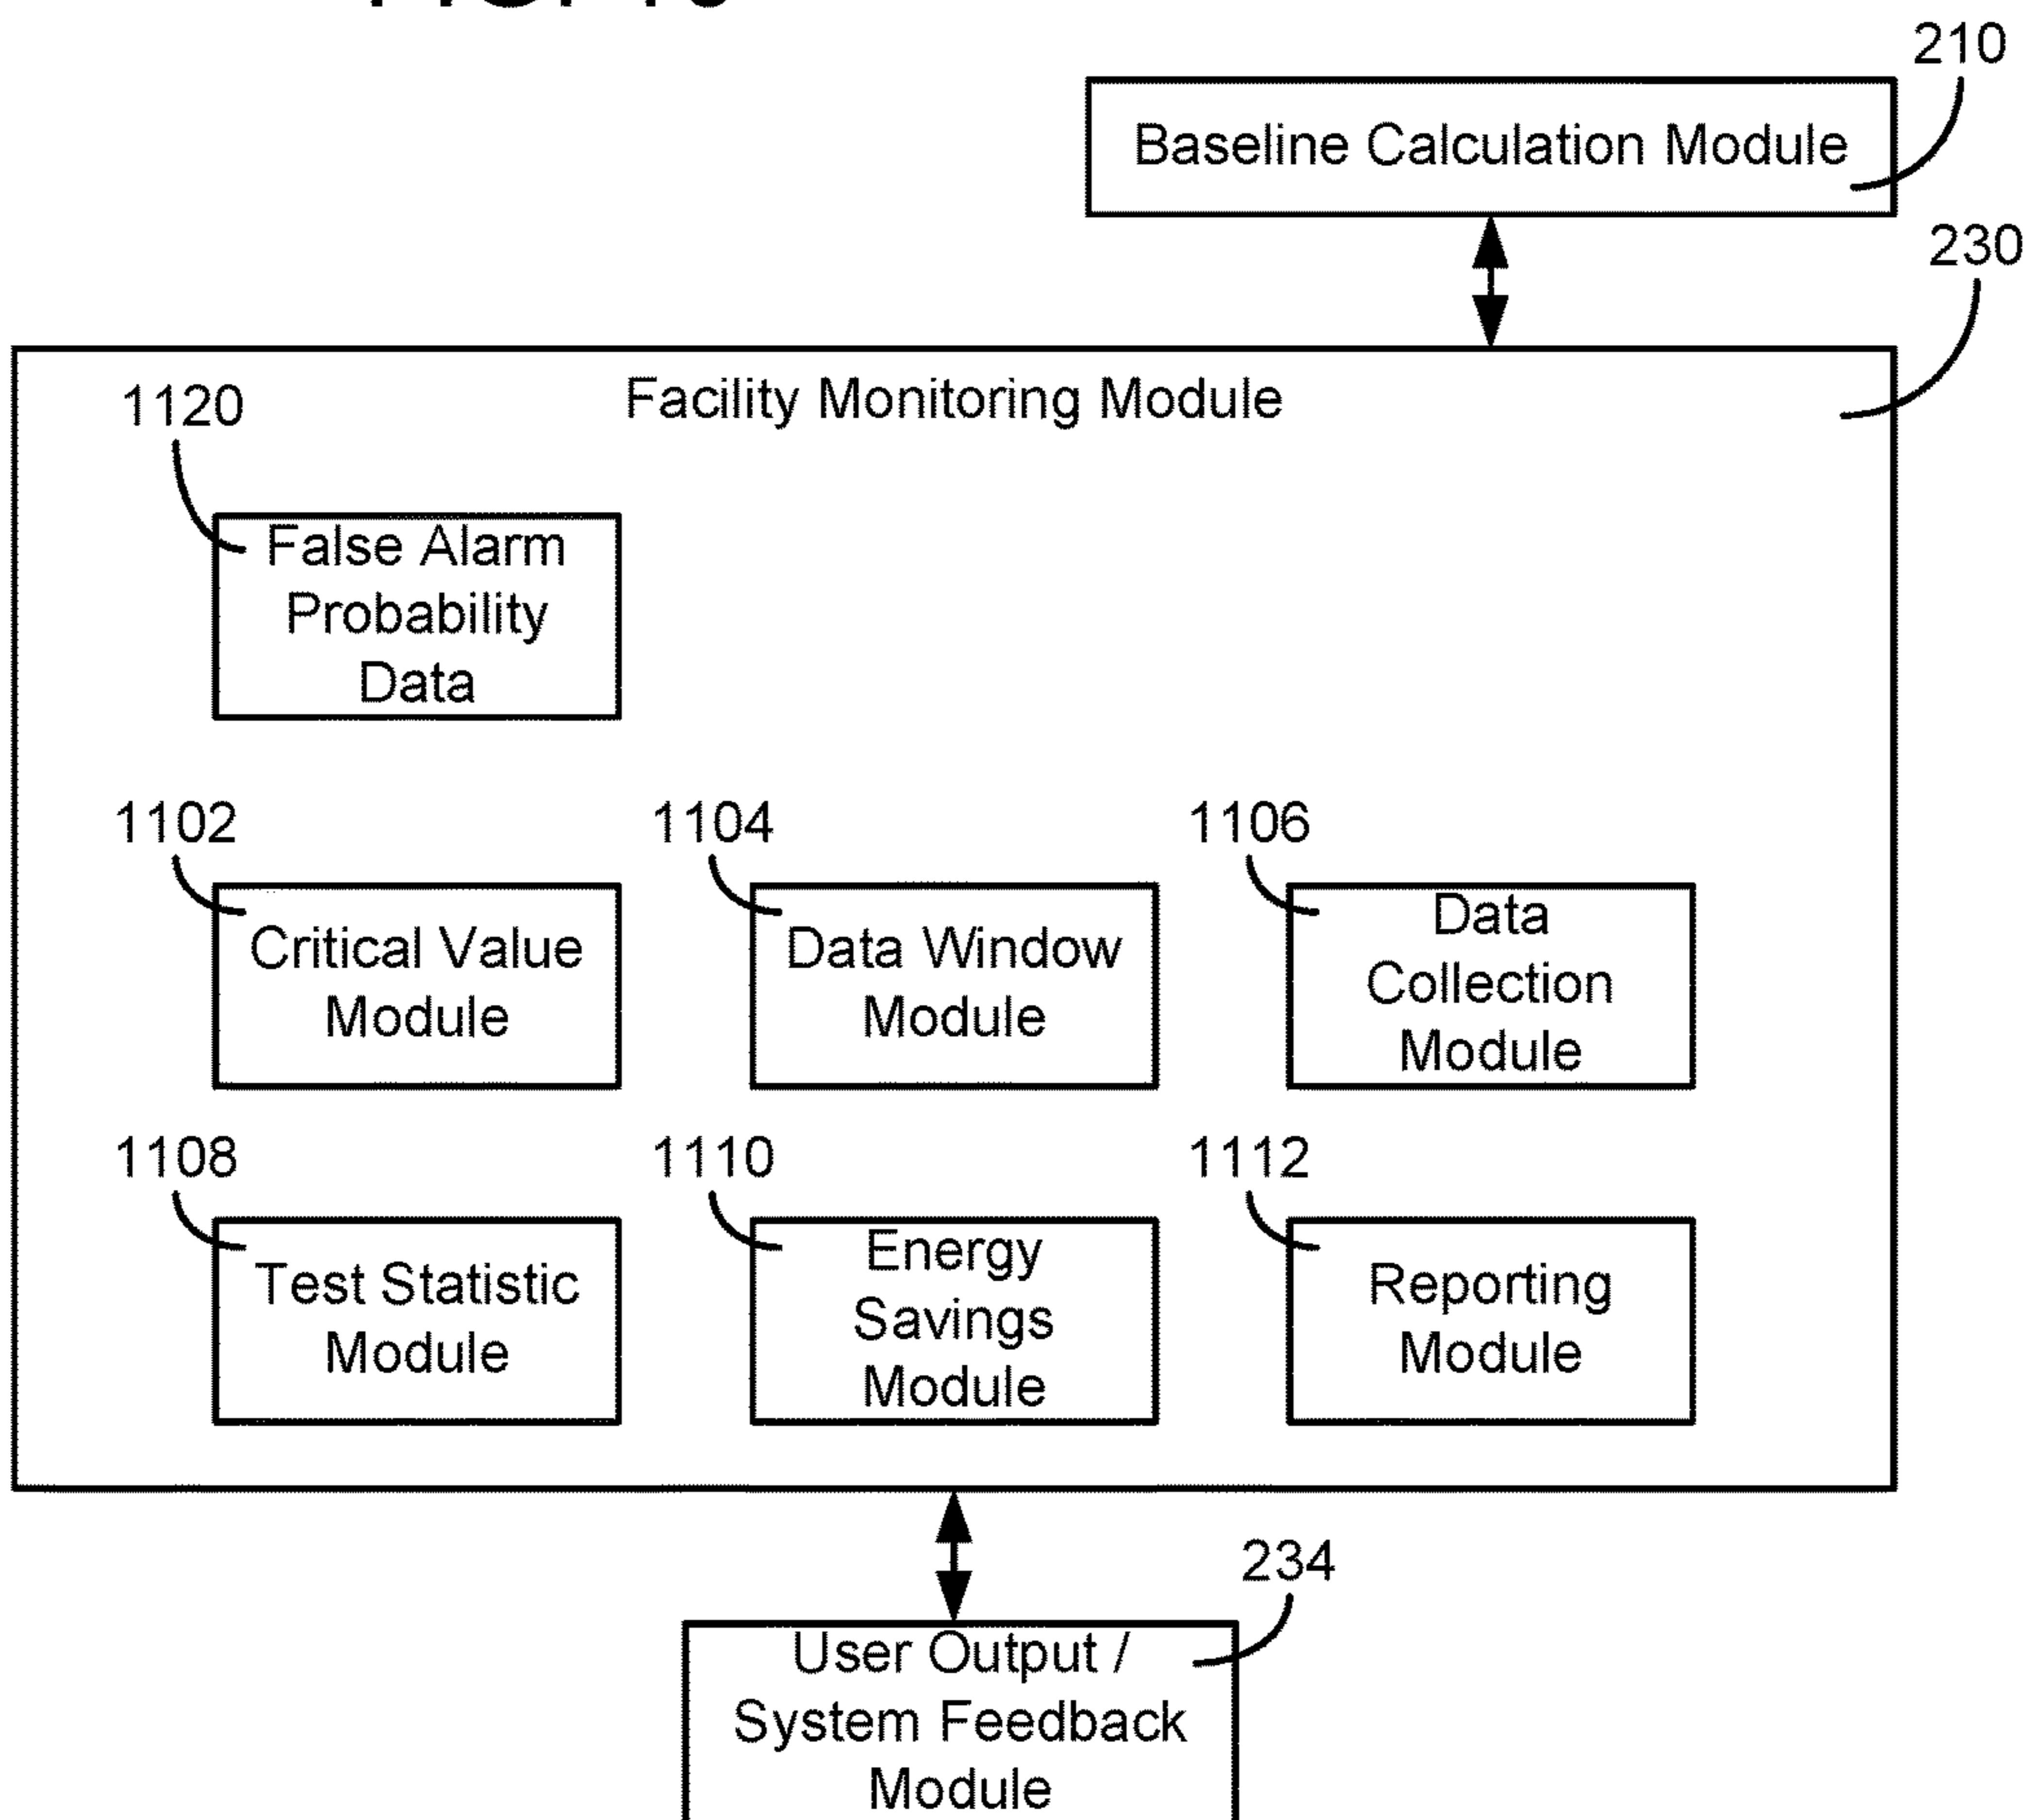 210
Baseline Calculation Module
230
Facility Monitoring Module
1120
False Alarm
Probability
Data
1102
Critical Value
Module
1104
Data Window
Module
1106
Data
Collection
Module
1108
Test Statistic
Module
1110
Energy
Savings
Module
1112
Reporting
Module
234
User Output /
System Feedback
Module